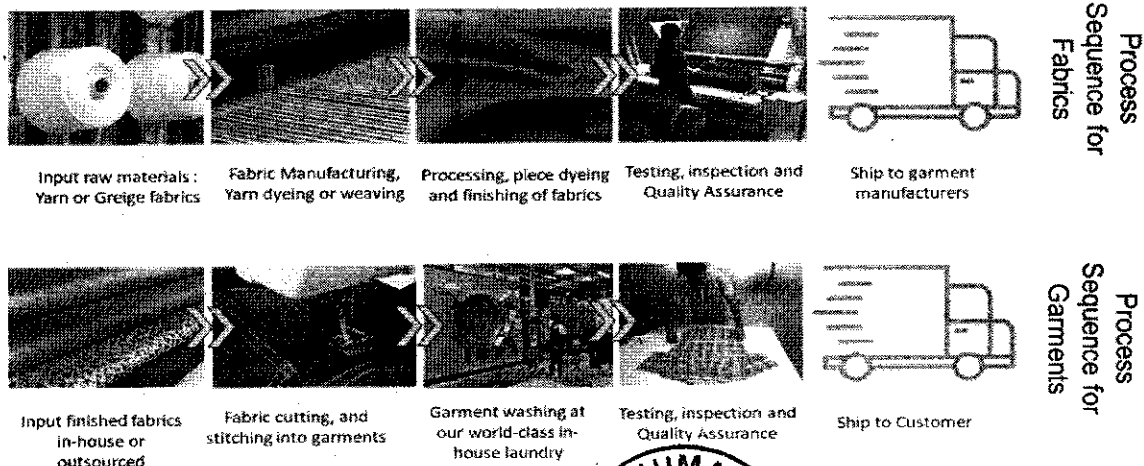 Process
Sequence for
Fabrics
Input raw materials :
Yarn or Greige fabrics
Fabric Manufacturing,
Yarn dyeing or weaving
Processing, piece dyeing
and finishing of fabrics
Testing, inspection and
Quality Assurance
Ship to garment
manufacturers
Process
Sequence for
Garments
Input finished fabrics
in-house or
outsourced
Fabric cutting, and
stitching into garments
Garment washing at
our world-class in-
house laundry
Testing, inspection and
Quality Assurance
Ship to Customer